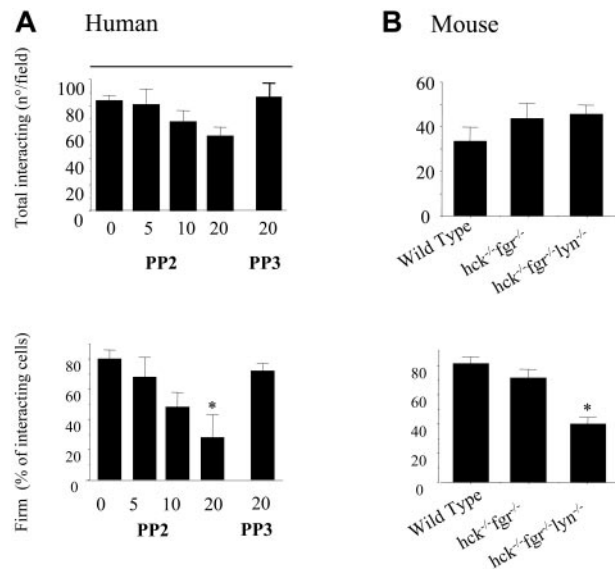 A Human
Total interacting (n°/field)
100
80
60
40
20
0
0 5 10 20 20
PP2 PP3
Firm (% of interacting cells)
80
60
40
20
0
*
0 5 10 20 20
PP2 PP3
B Mouse
60
40
20
0
Wild Type
hck-/-fgr-/-
hck-/-fgr-/-lyn-/-
80
60
40
20
0
*
Wild Type
hck-/-fgr-/-
hck-/-fgr-/-lyn-/-